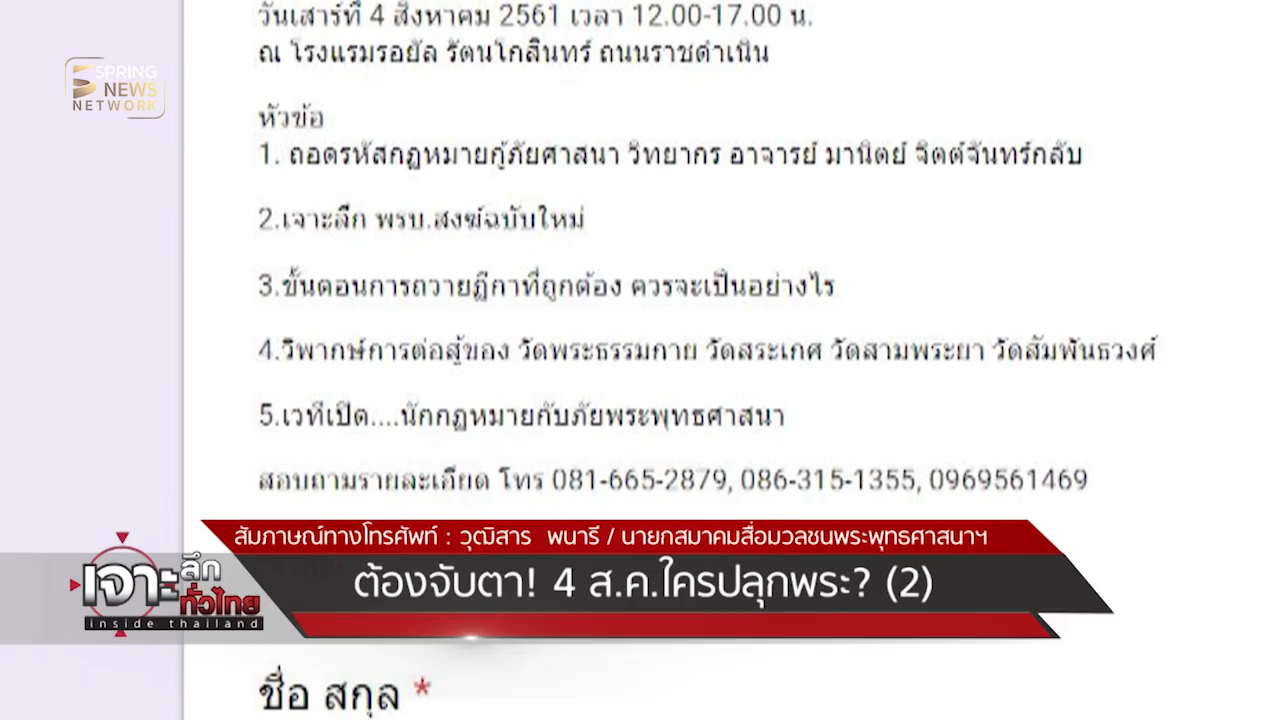 วันเสาร์ที่ 4 สิงหาคม 2561 เวลา 12.00-17.00 น.
ณ โรงแรมรอยัล รัตนโกสินทร์ ถนนราชดำเนิน
SPRING
NEWS
NETWORK
หัวข้อ
1. ถอดรหัสกฎหมายกู้ภัยศาสนา วิทยากร อาจารย์ มานิตย์ จิตต์จันทร์กลับ
2.เจาะลึก พรบ.สงฆ์ฉบับใหม่
3.ขั้นตอนการถวายฎีกาที่ถูกต้อง ควรจะเป็นอย่างไร
4.วิพากษ์การต่อสู้ของ วัดพระธรรมกาย วัดสระเกศ วัดสามพระยา วัดสัมพันธวงศ์
5.เวทีเปิด....นักกฎหมายกับภัยพระพุทธศาสนา
สอบถามรายละเอียด โทร 081-665-2879, 086-315-1355, 0969561469
สัมภาษณ์ทางโทรศัพท์ : วุฒิสาร พนารี / นายกสมาคมสื่อมวลชนพระพุทธศาสนาฯ
ต้องจับตา! 4 ส.ค.ใครปลุกพระ? (2)
เจาะลึก
ทั่วไทย
inside thailand
ชื่อ สกุล *